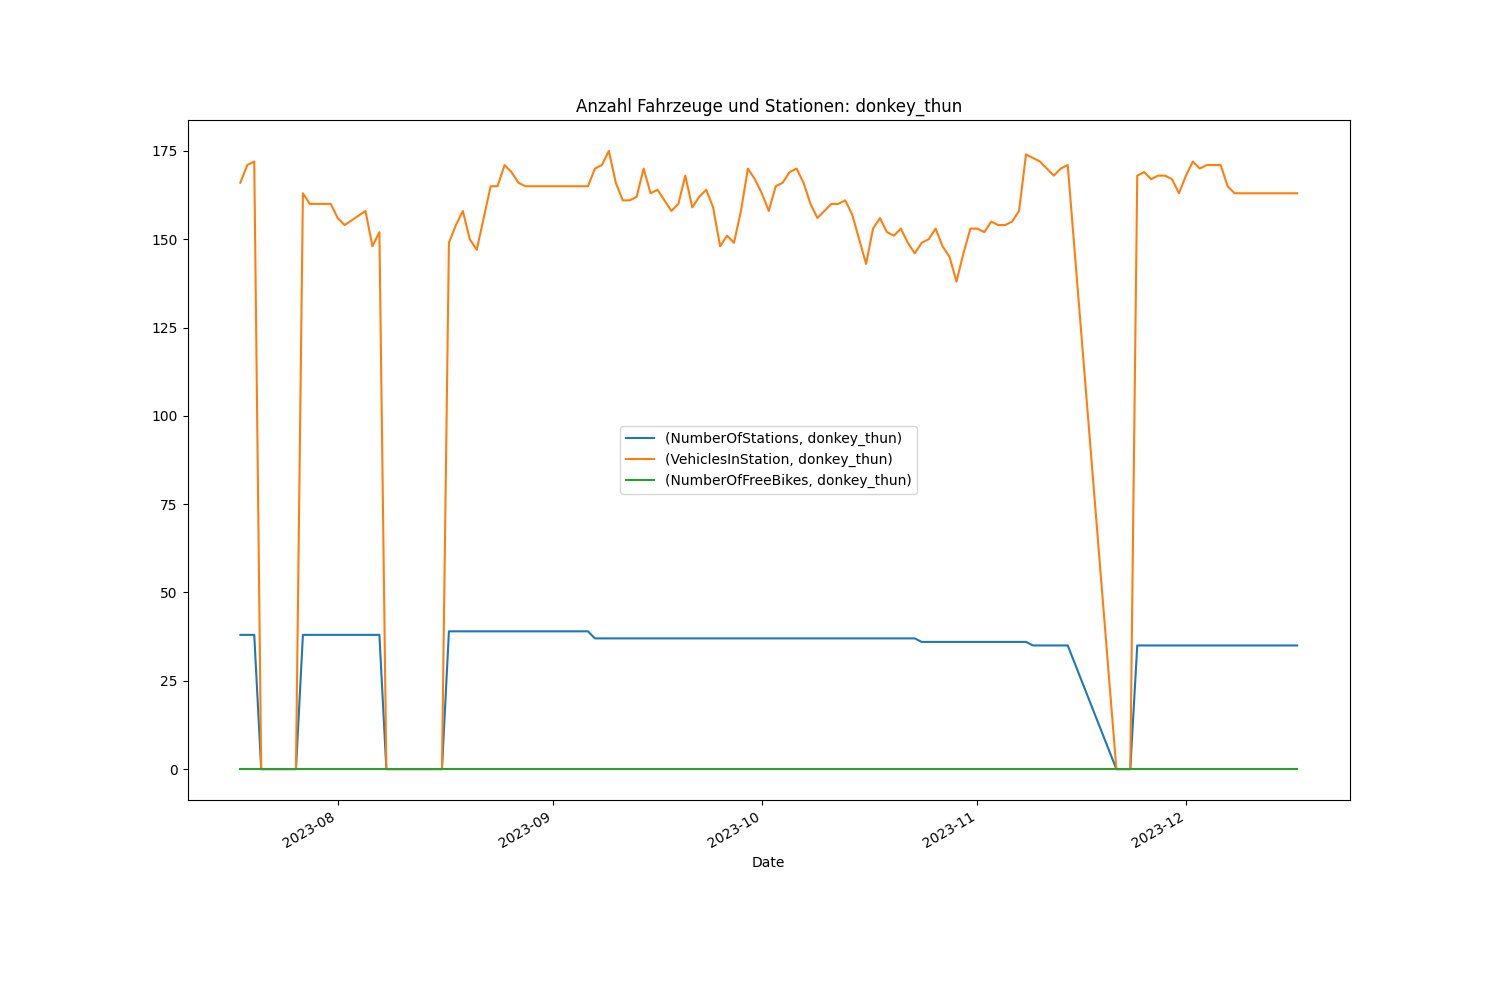 Anzahl Fahrzeuge und Stationen: donkey_thun
175
150
125
100
75
50
25
0
(NumberOfStations, donkey_thun)
(VehiclesInStation, donkey_thun)
(NumberOfFreeBikes, donkey_thun)
2023-08
2023-09
2023-10
2023-11
2023-12
Date